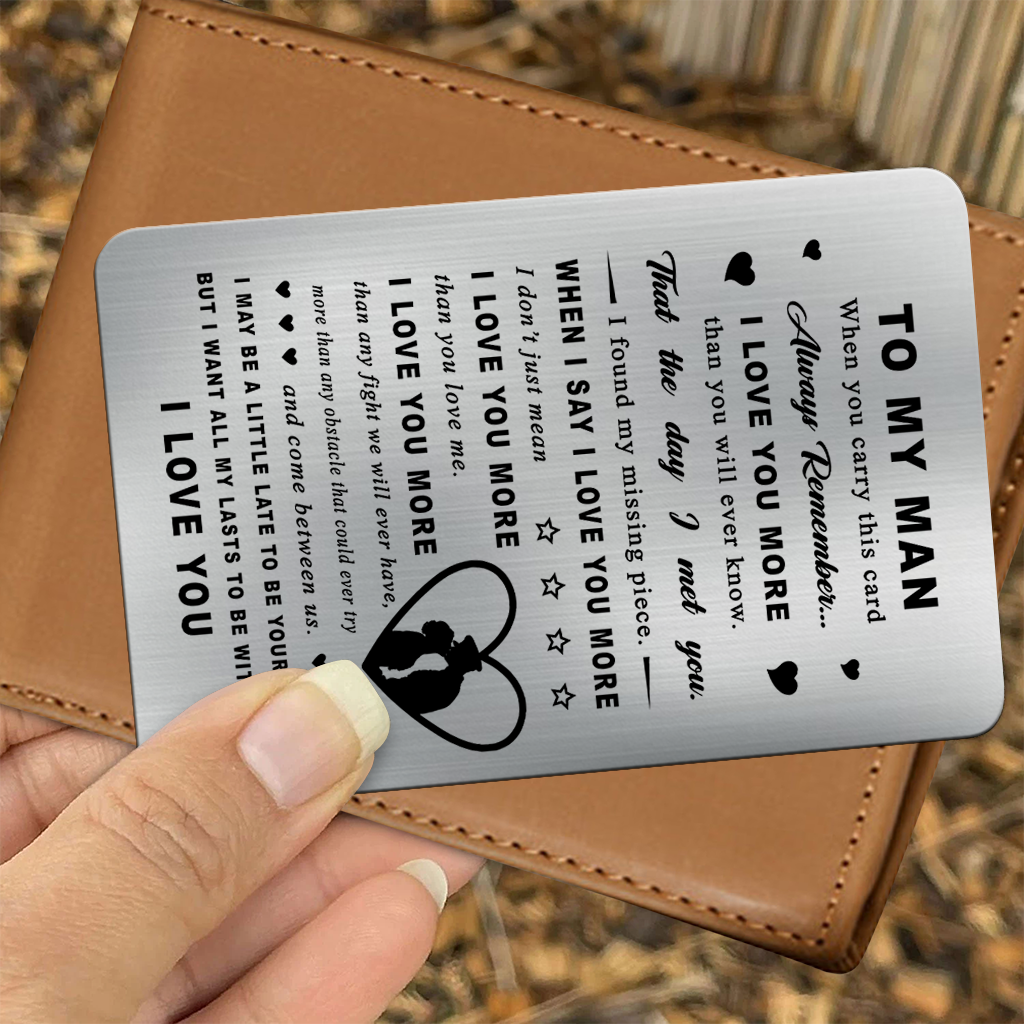 TO MY MAN
When you carry this card
Always Remember...
I LOVE YOU MORE
than you will ever know.
That the day I met you.
I found my missing piece.
WHEN I SAY I LOVE YOU MORE
I don't just mean
I LOVE YOU MORE
than you love me.
I LOVE YOU MORE
than any fight we will ever have,
more than any obstacle that could ever try
and come between us.
I MAY BE A LITTLE LATE TO BE YOUR
BUT I WANT ALL MY LASTS TO BE WIT
I LOVE YOU